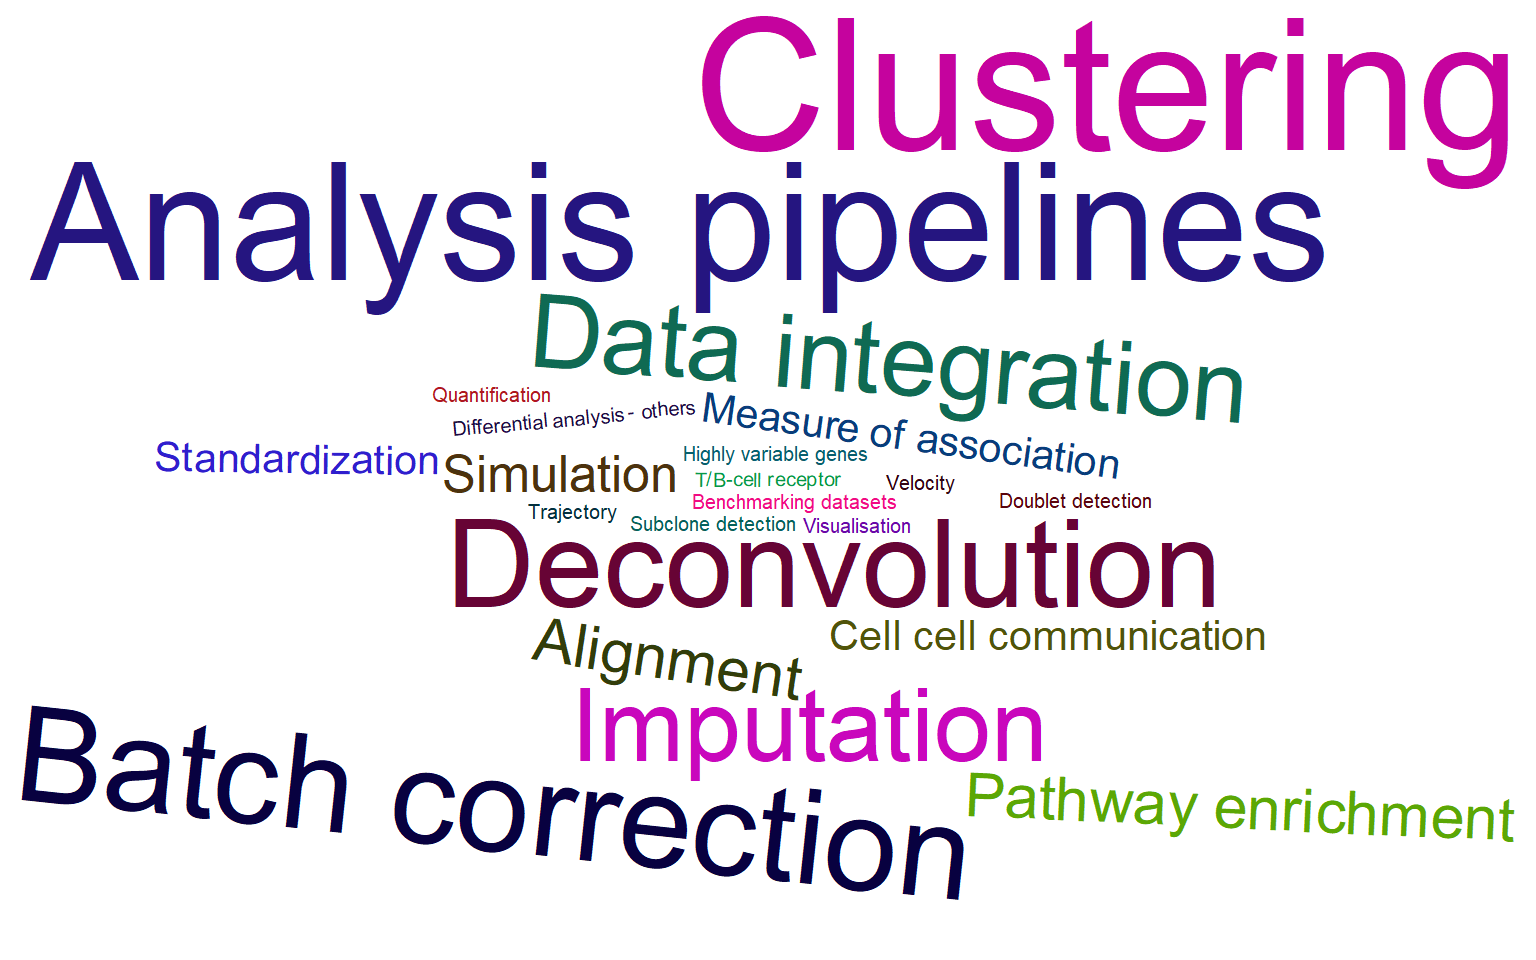 Clustering
Analysis pipelines
Data integration
Quantification
Differential analysis - others
Measure of association
Standardization
Simulation
Highly variable genes
T/B-cell receptor
Velocity
Benchmarking datasets
Doublet detection
Trajectory
Subclone detection
Visualisation
Deconvolution
Alignment
Cell cell communication
Imputation
Batch correction
Pathway enrichment